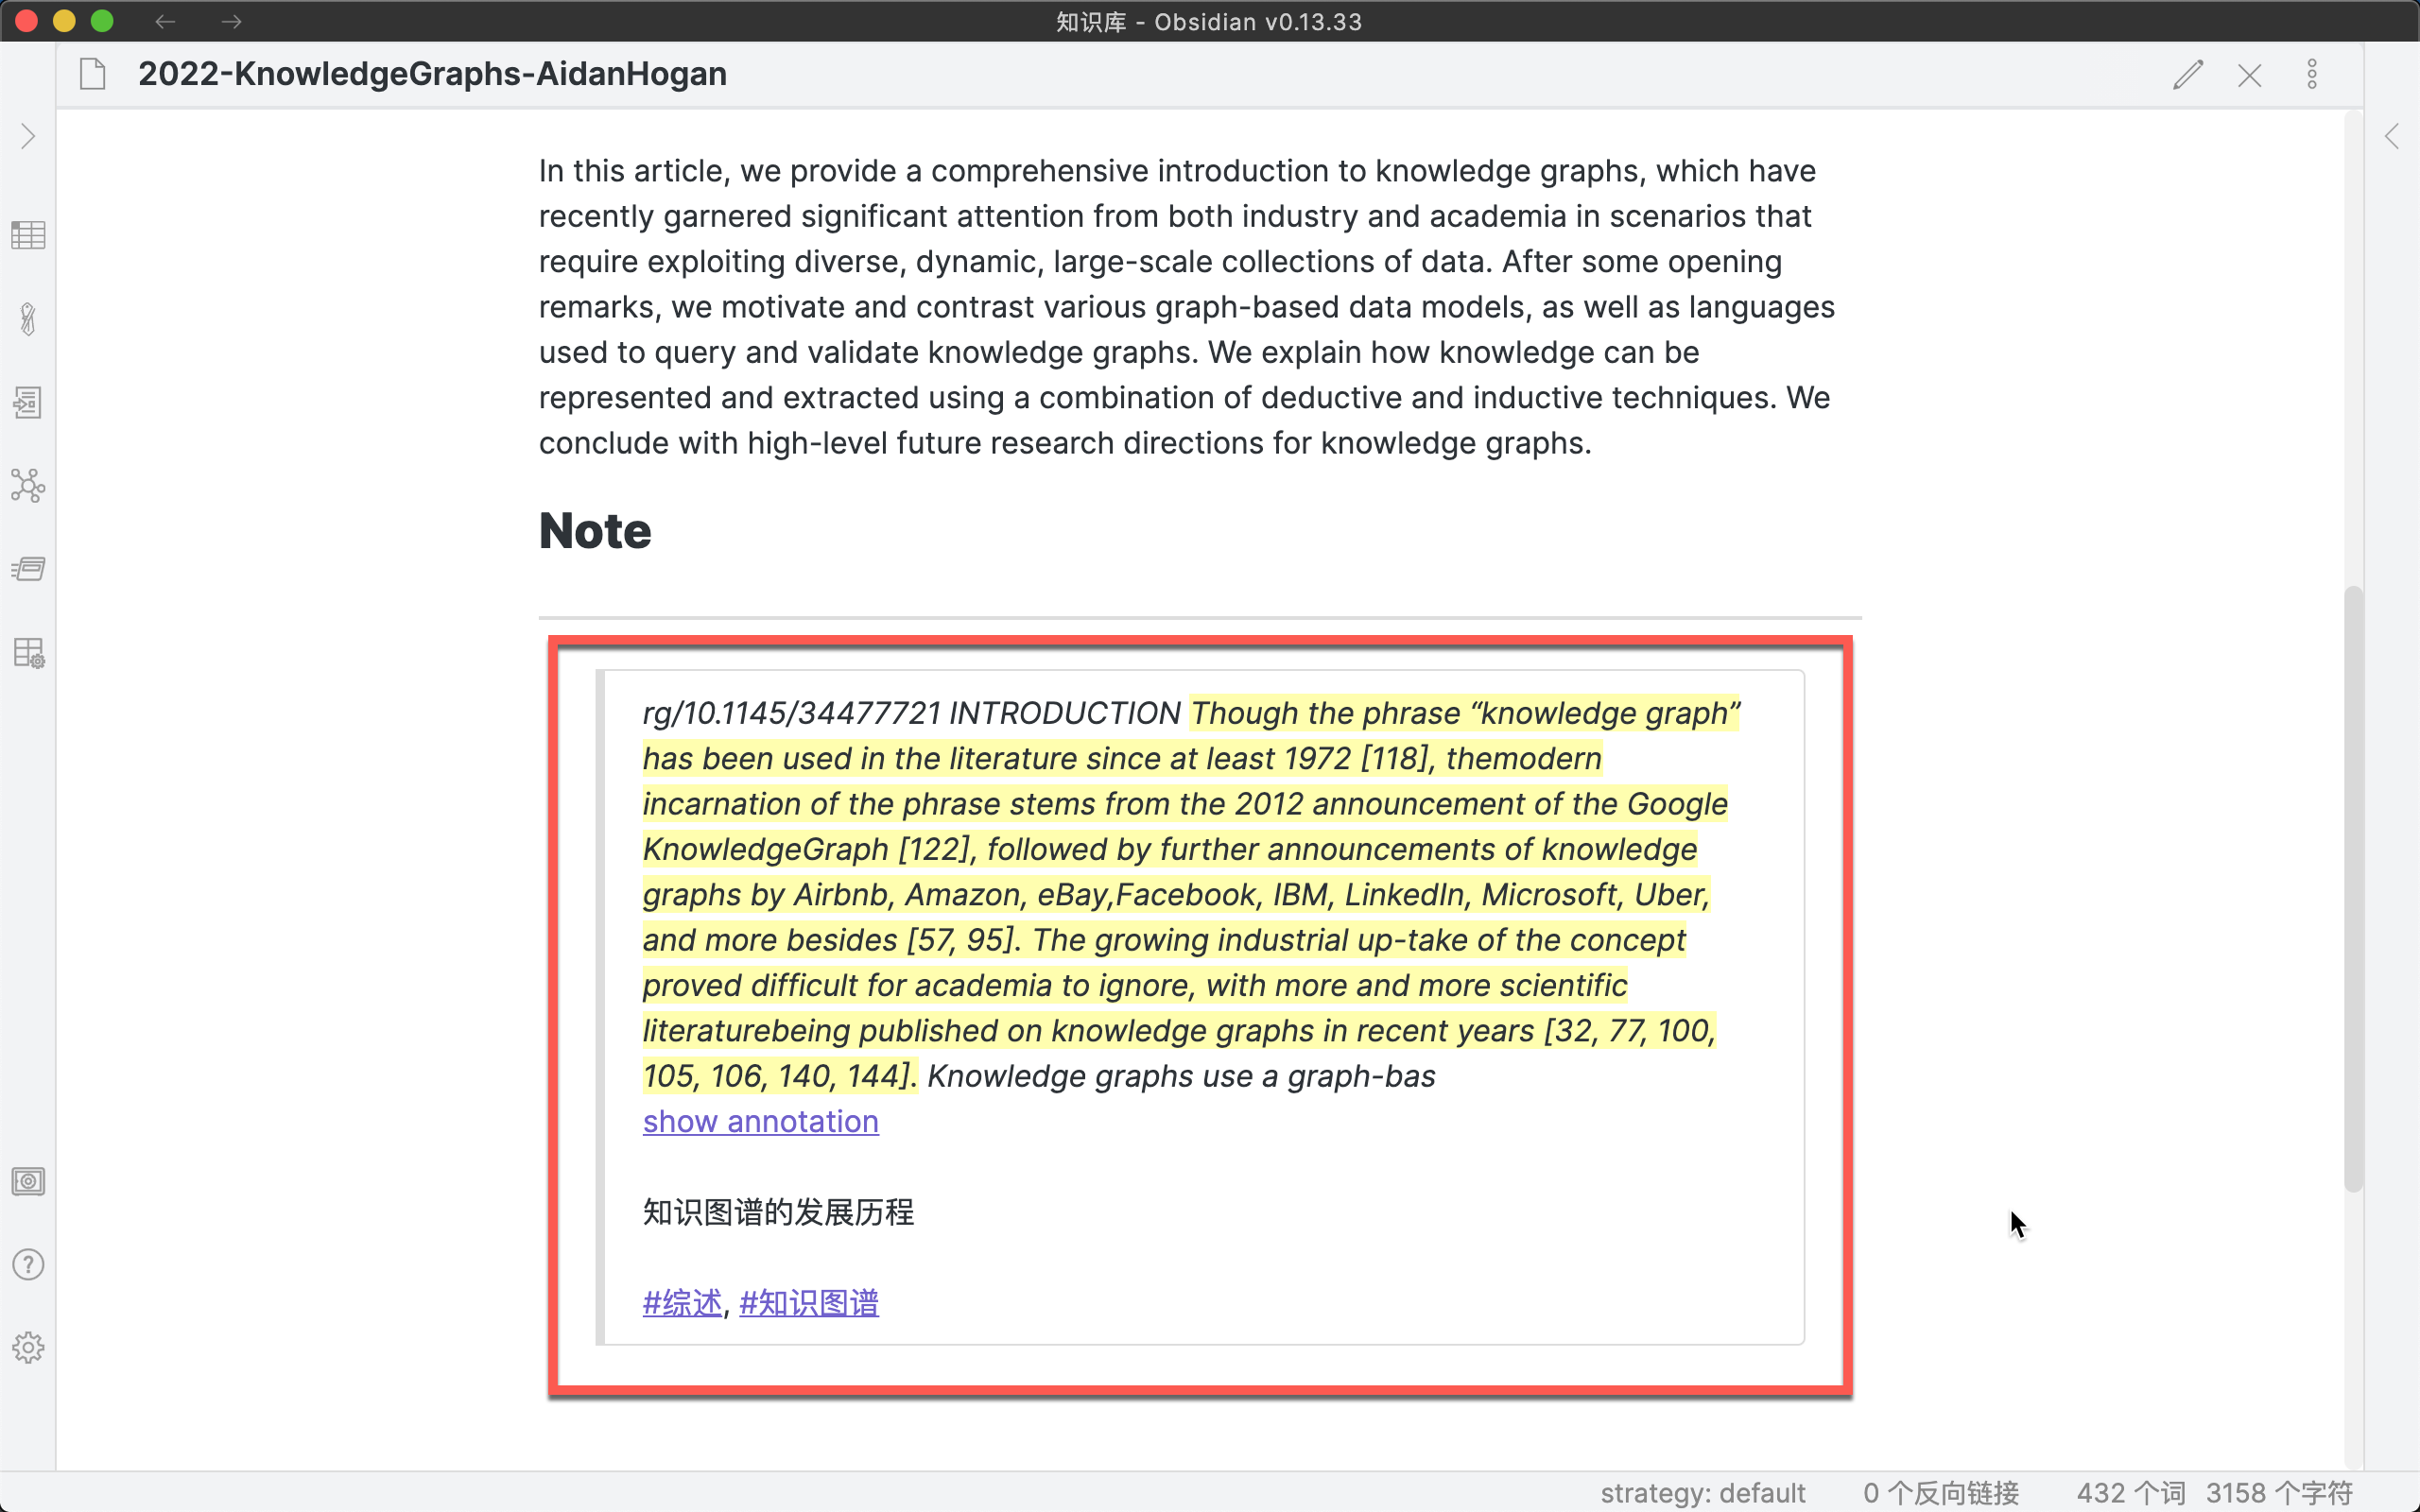 知识库 - Obsidian v0.13.33
2022-KnowledgeGraphs-AidanHogan
In this article, we provide a comprehensive introduction to knowledge graphs, which have
recently garnered significant attention from both industry and academia in scenarios that
require exploiting diverse, dynamic, large-scale collections of data. After some opening
remarks, we motivate and contrast various graph-based data models, as well as languages
used to query and validate knowledge graphs. We explain how knowledge can be
represented and extracted using a combination of deductive and inductive techniques. We
conclude with high-level future research directions for knowledge graphs.
Note
rg/10.1145/34477721 INTRODUCTION Though the phrase “knowledge graph”
has been used in the literature since at least 1972 [118], themodern
incarnation of the phrase stems from the 2012 announcement of the Google
KnowledgeGraph [122], followed by further announcements of knowledge
graphs by Airbnb, Amazon, eBay,Facebook, IBM, LinkedIn, Microsoft, Uber,
and more besides [57, 95]. The growing industrial up-take of the concept
proved difficult for academia to ignore, with more and more scientific
literaturebeing published on knowledge graphs in recent years [32, 77, 100,
105, 106, 140, 144]. Knowledge graphs use a graph-bas
show annotation
知识图谱的发展历程
#综述, #知识图谱
strategy: default 0 个反向链接 432 个词 3158 个字符